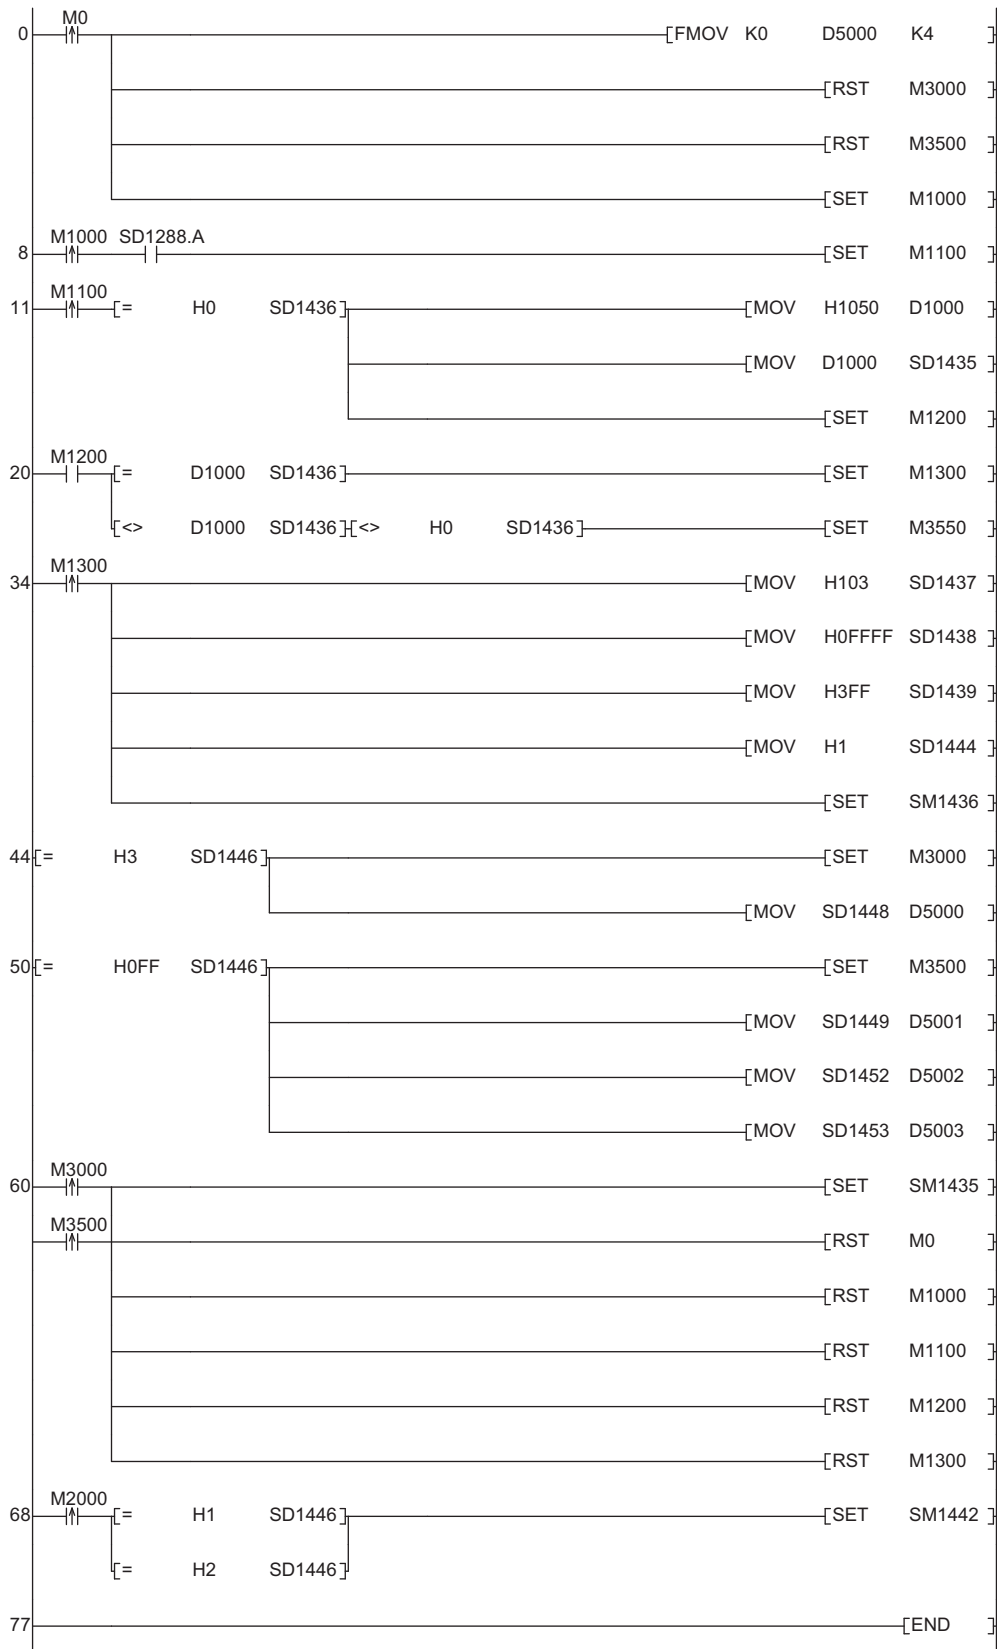 M0
0 [FMOV K0 D5000 K4 ]
[RST M3000 ]
[RST M3500 ]
[SET M1000 ]
M1000 SD1288.A
8 [SET M1100 ]
M1100
11 [= H0 SD1436 ] [MOV H1050 D1000 ]
[MOV D1000 SD1435 ]
[SET M1200 ]
M1200
20 [= D1000 SD1436 ] [SET M1300 ]
[<> D1000 SD1436 ] [<> H0 SD1436 ] [SET M3550 ]
M1300
34 [MOV H103 SD1437 ]
[MOV H0FFFF SD1438 ]
[MOV H3FF SD1439 ]
[MOV H1 SD1444 ]
[SET SM1436 ]
44 [= H3 SD1446 ] [SET M3000 ]
[MOV SD1448 D5000 ]
50 [= H0FF SD1446 ] [SET M3500 ]
[MOV SD1449 D5001 ]
[MOV SD1452 D5002 ]
[MOV SD1453 D5003 ]
M3000
60 [SET SM1435 ]
M3500
[RST M0 ]
[RST M1000 ]
[RST M1100 ]
[RST M1200 ]
[RST M1300 ]
M2000
68 [= H1 SD1446 ] [SET SM1442 ]
[= H2 SD1446 ]
77 [END ]